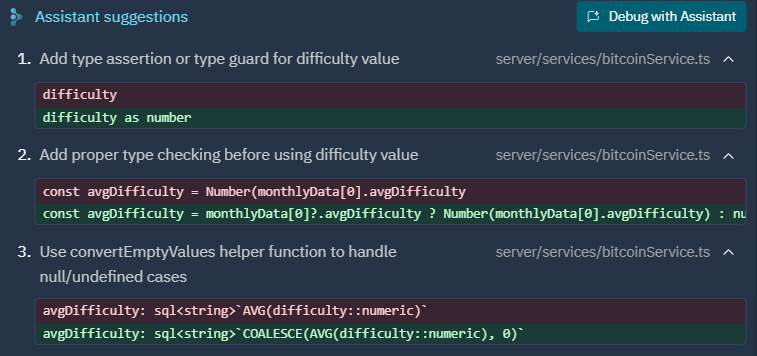 Assistant suggestions
Debug with Assistant
1. Add type assertion or type guard for difficulty value
server/services/bitcoinService.ts
difficulty
difficulty as number
2. Add proper type checking before using difficulty value
server/services/bitcoinService.ts
const avgDifficulty = Number(monthlyData[0].avgDifficulty
const avgDifficulty = monthlyData[0]?.avgDifficulty ? Number(monthlyData[0].avgDifficulty) : nu
3. Use convertEmptyValues helper function to handle
null/undefined cases
server/services/bitcoinService.ts
avgDifficulty: sql<string>`AVG(difficulty::numeric)`
avgDifficulty: sql<string>`COALESCE(AVG(difficulty::numeric), 0)`